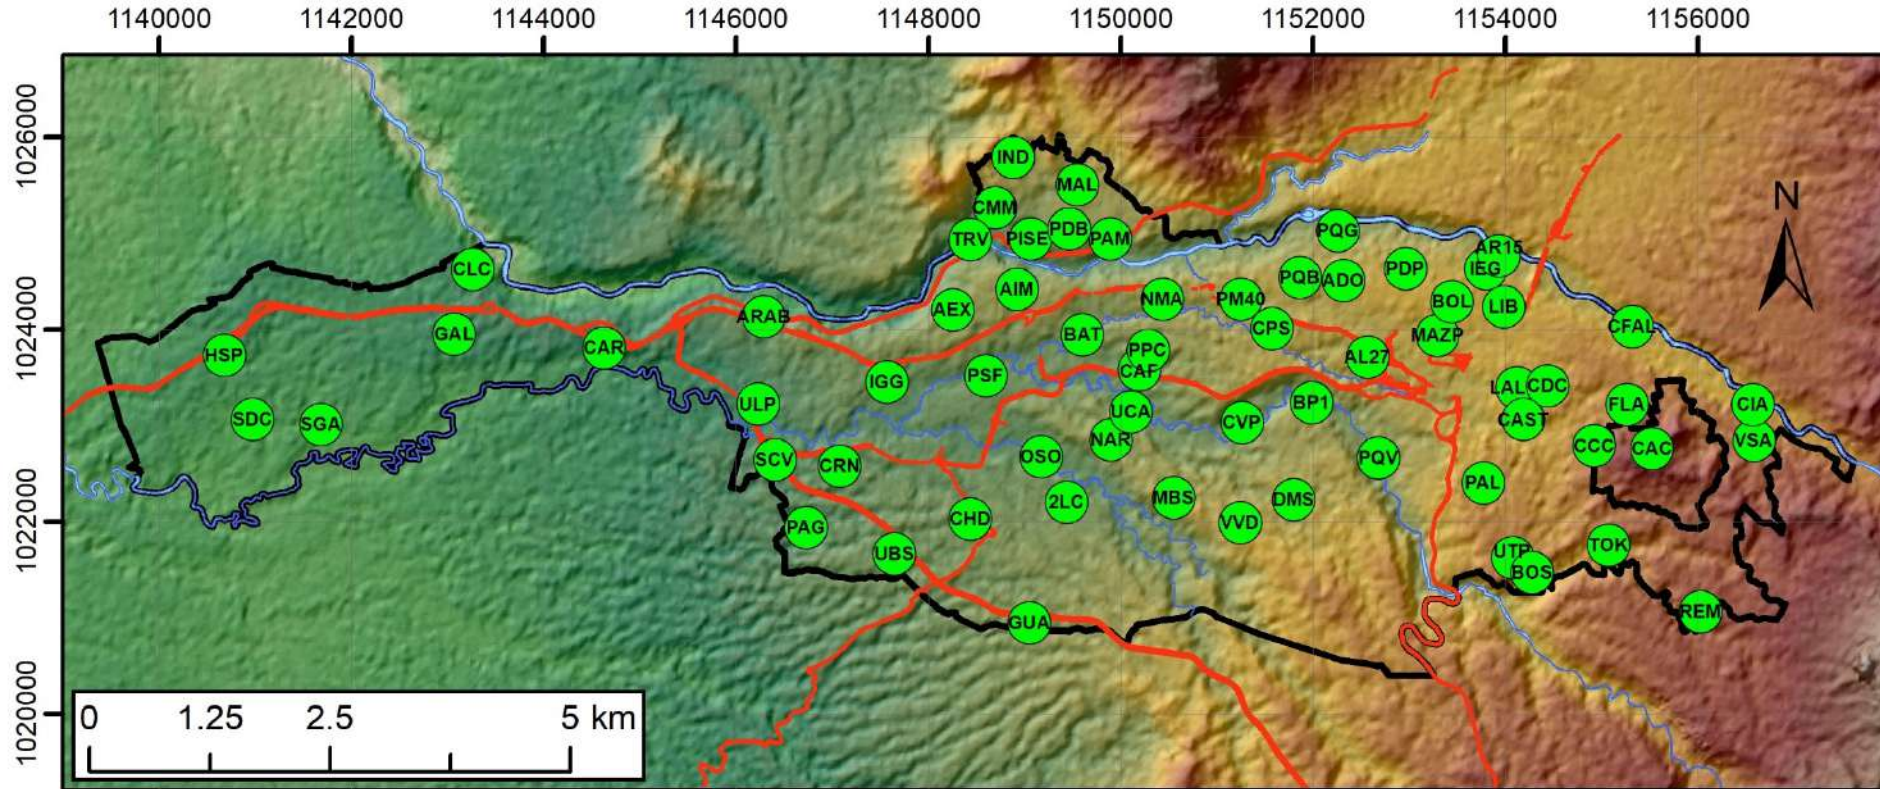 1140000 1142000 1144000 1146000 1148000 1150000 1152000 1154000 1156000
1026000
1024000
1022000
1020000
IND
MAL
CMM
TRV
PISE
PDB
PAM
PQG
AR15
CLC
IEG
PDP
PQB
ADO
AIM
AEX
NMA
PM40
BOL
LIB
ARAB
CPS
CFAL
GAL
BAT
MAZP
HSP
CAR
PPC
CAF
AL27
IGG
PSF
LAL
CDC
ULP
BP1
FLA
CIA
SDC
SGA
UCA
CVP
CAST
NAR
CCC
CAC
VSA
SCV
CRN
OSO
PQV
PAL
2LC
MBS
DMS
PAG
CHD
VVD
UBS
UTP
BOS
TOK
GUA
REM
N
0 1.25 2.5 5 km